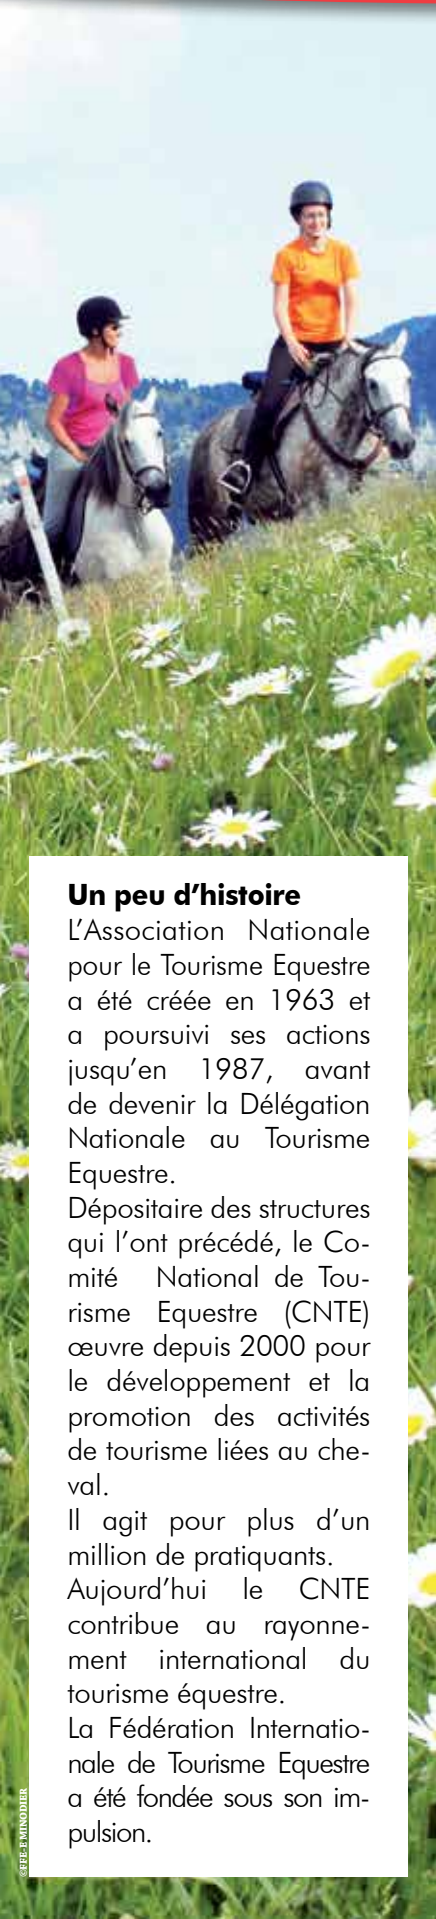 Un peu d’histoire
L’Association Nationale
pour le Tourisme Equestre
a été créée en 1963 et
a poursuivi ses actions
jusqu’en 1987, avant
de devenir la Délégation
Nationale au Tourisme
Equestre.
Dépositaire des structures
qui l’ont précédé, le Co-
mité National de Tou-
risme Equestre (CNTE)
œuvre depuis 2000 pour
le développement et la
promotion des activités
de tourisme liées au che-
val.
Il agit pour plus d’un
million de pratiquants.
Aujourd’hui le CNTE
contribue au rayonne-
ment international du
tourisme équestre.
La Fédération Internatio-
nale de Tourisme Equestre
a été fondée sous son im-
pulsion.
©FFE-E MINODIER